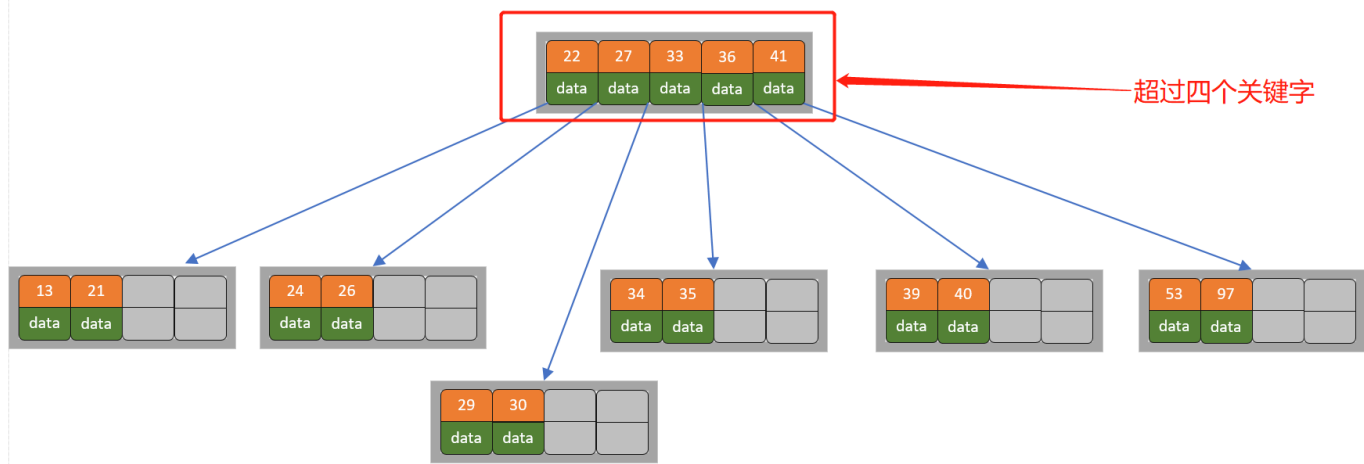 22 27 33 36 41
data data data data data
超过四个关键字
13 21
data data
24 26
data data
34 35
data data
39 40
data data
53 97
data data
29 30
data data